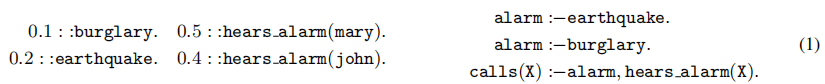 0.1 : :burglary. 0.5 : :hears_alarm(mary).
0.2 : :earthquake. 0.4 : :hears_alarm(john).
alarm :–earthquake.
alarm :–burglary.
calls(X) :–alarm, hears_alarm(X).
(1)